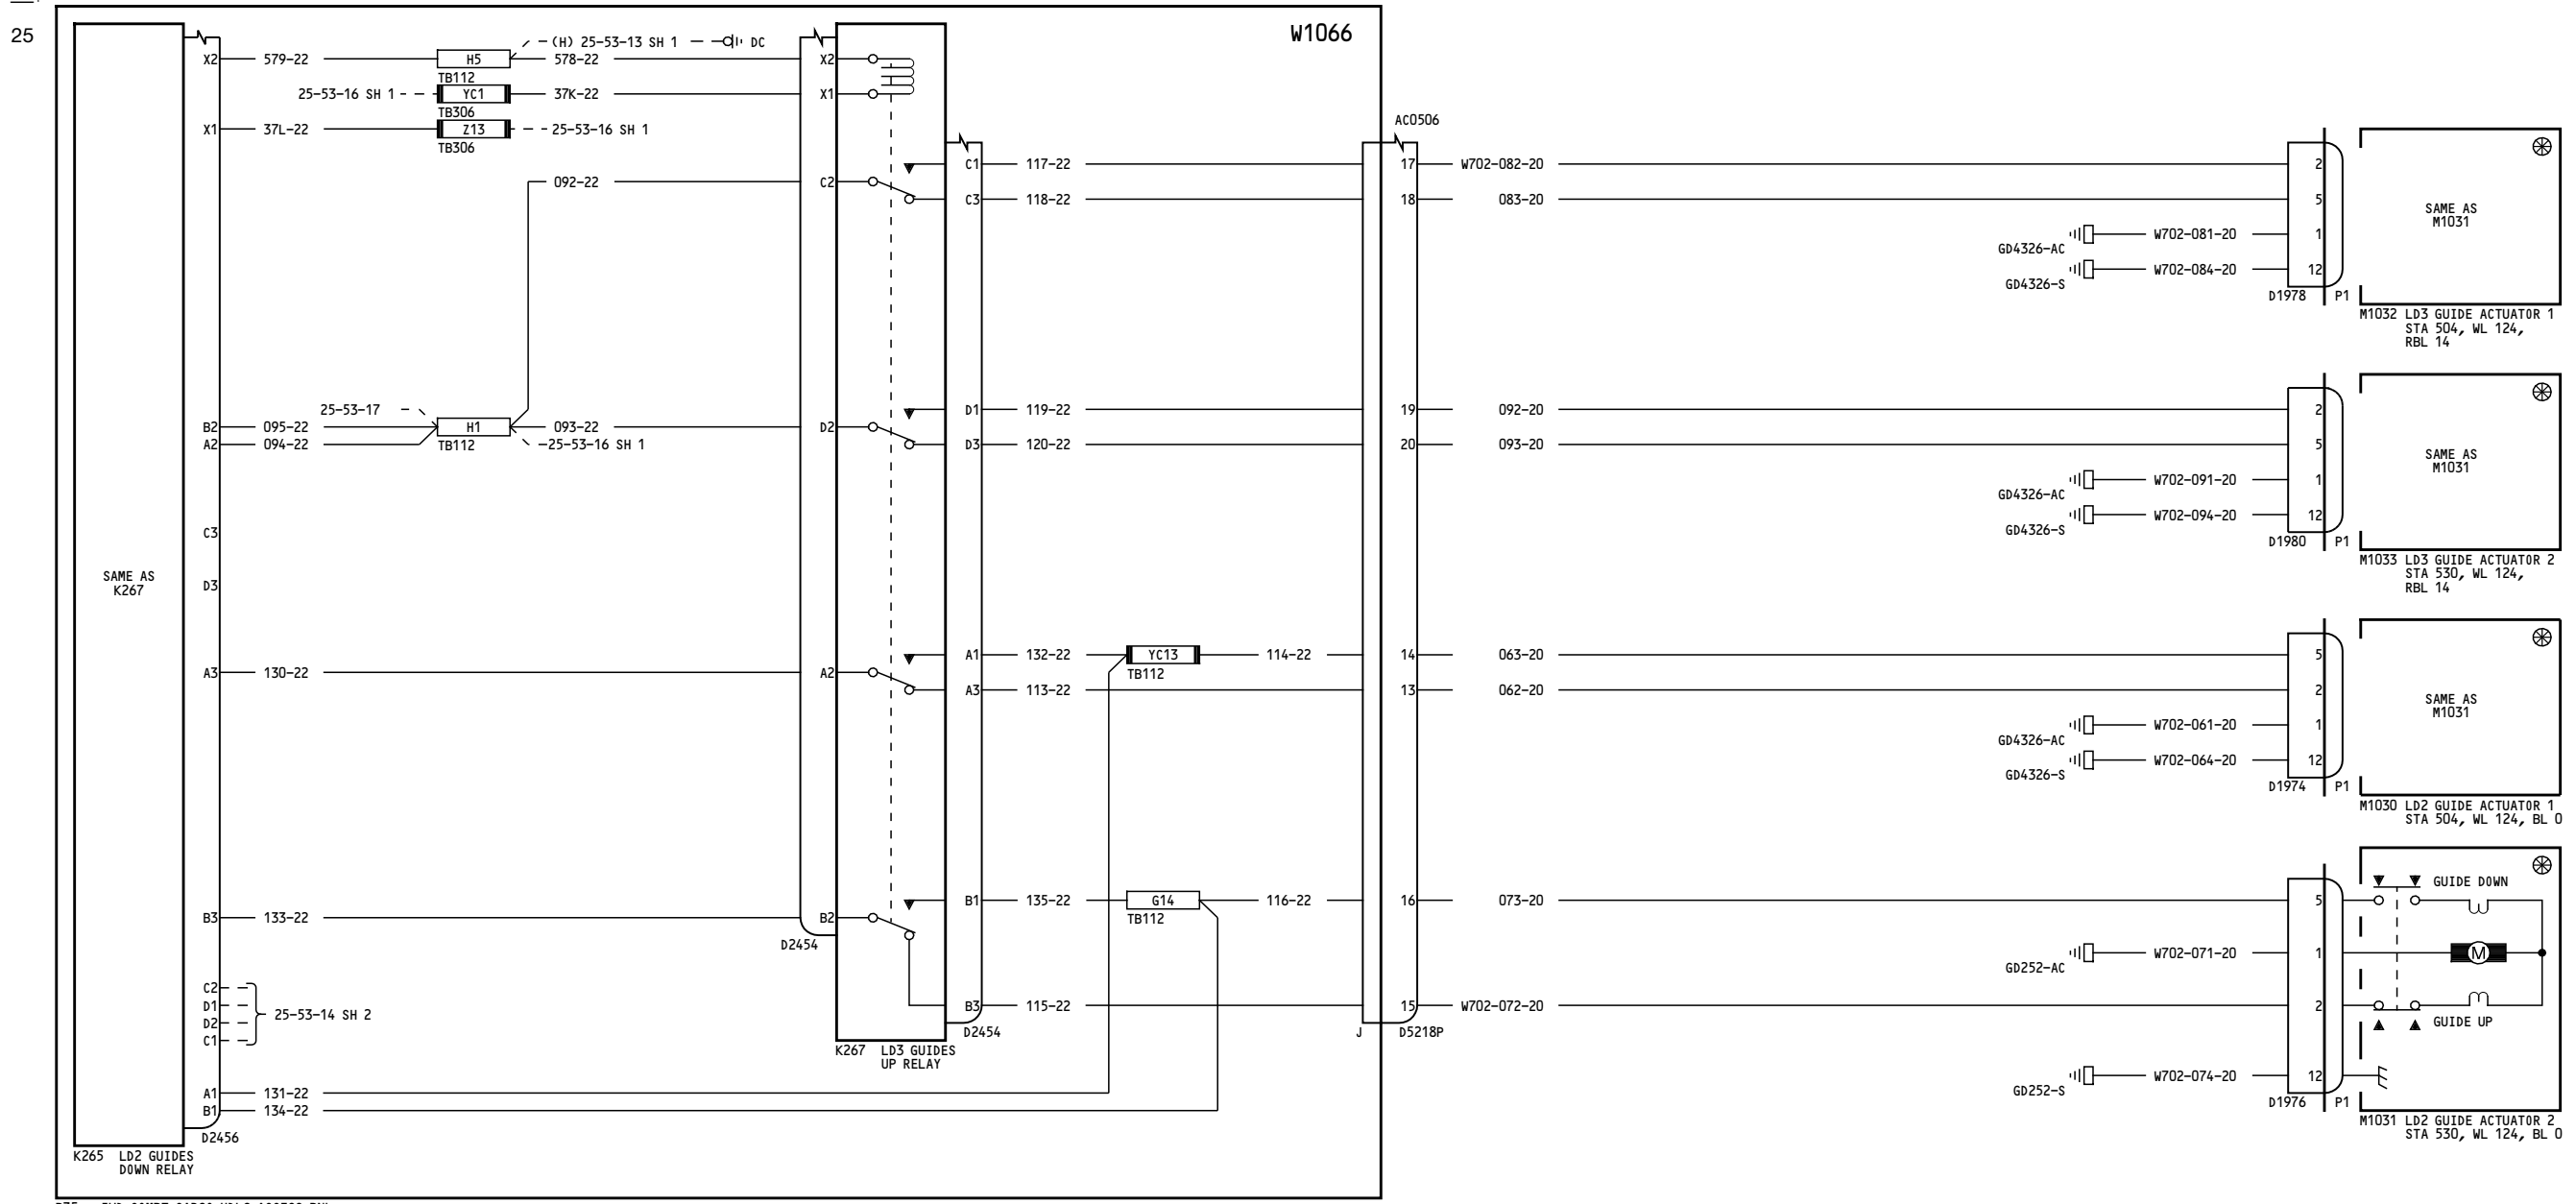 25
W1066
X2 579-22 H5 578-22 X2
(H) 25-53-13 SH 1 DC
TB112
25-53-16 SH 1 YC1 37K-22 X1
TB306
X1 37L-22 Z13 25-53-16 SH 1
TB306
AC0506
C1 117-22 17 W702-082-20 2
092-22 C2
C3 118-22 18 083-20 5
SAME AS
M1031
W702-081-20 1
GD4326-AC
W702-084-20 12
GD4326-S
D1978 P1
M1032 LD3 GUIDE ACTUATOR 1
STA 504, WL 124,
RBL 14
25-53-17
D1 119-22 19 092-20 2
B2 095-22 H1 093-22 D2
A2 094-22 TB112 25-53-16 SH 1
D3 120-22 20 093-20 5
SAME AS
M1031
W702-091-20 1
GD4326-AC
W702-094-20 12
GD4326-S
D1980 P1
M1033 LD3 GUIDE ACTUATOR 2
STA 530, WL 124,
RBL 14
C3
SAME AS
K267
D3
A1 132-22 YC13 114-22 14 063-20 5
TB112
A3 130-22 A2
A3 113-22 13 062-20 2
SAME AS
M1031
W702-061-20 1
GD4326-AC
W702-064-20 12
GD4326-S
D1974 P1
M1030 LD2 GUIDE ACTUATOR 1
STA 504, WL 124, BL 0
GUIDE DOWN
B1 135-22 G14 116-22 16 073-20 5
TB112
B3 133-22 B2
D2454
W702-071-20 1 M
GD252-AC
C2
D1
D2
C1
25-53-14 SH 2
B3 115-22 15 W702-072-20 2
GUIDE UP
D2454
J D5218P
K267 LD3 GUIDES
UP RELAY
W702-074-20 12
GD252-S
D1976 P1
M1031 LD2 GUIDE ACTUATOR 2
STA 530, WL 124, BL 0
A1 131-22
B1 134-22
D2456
K265 LD2 GUIDES
DOWN RELAY